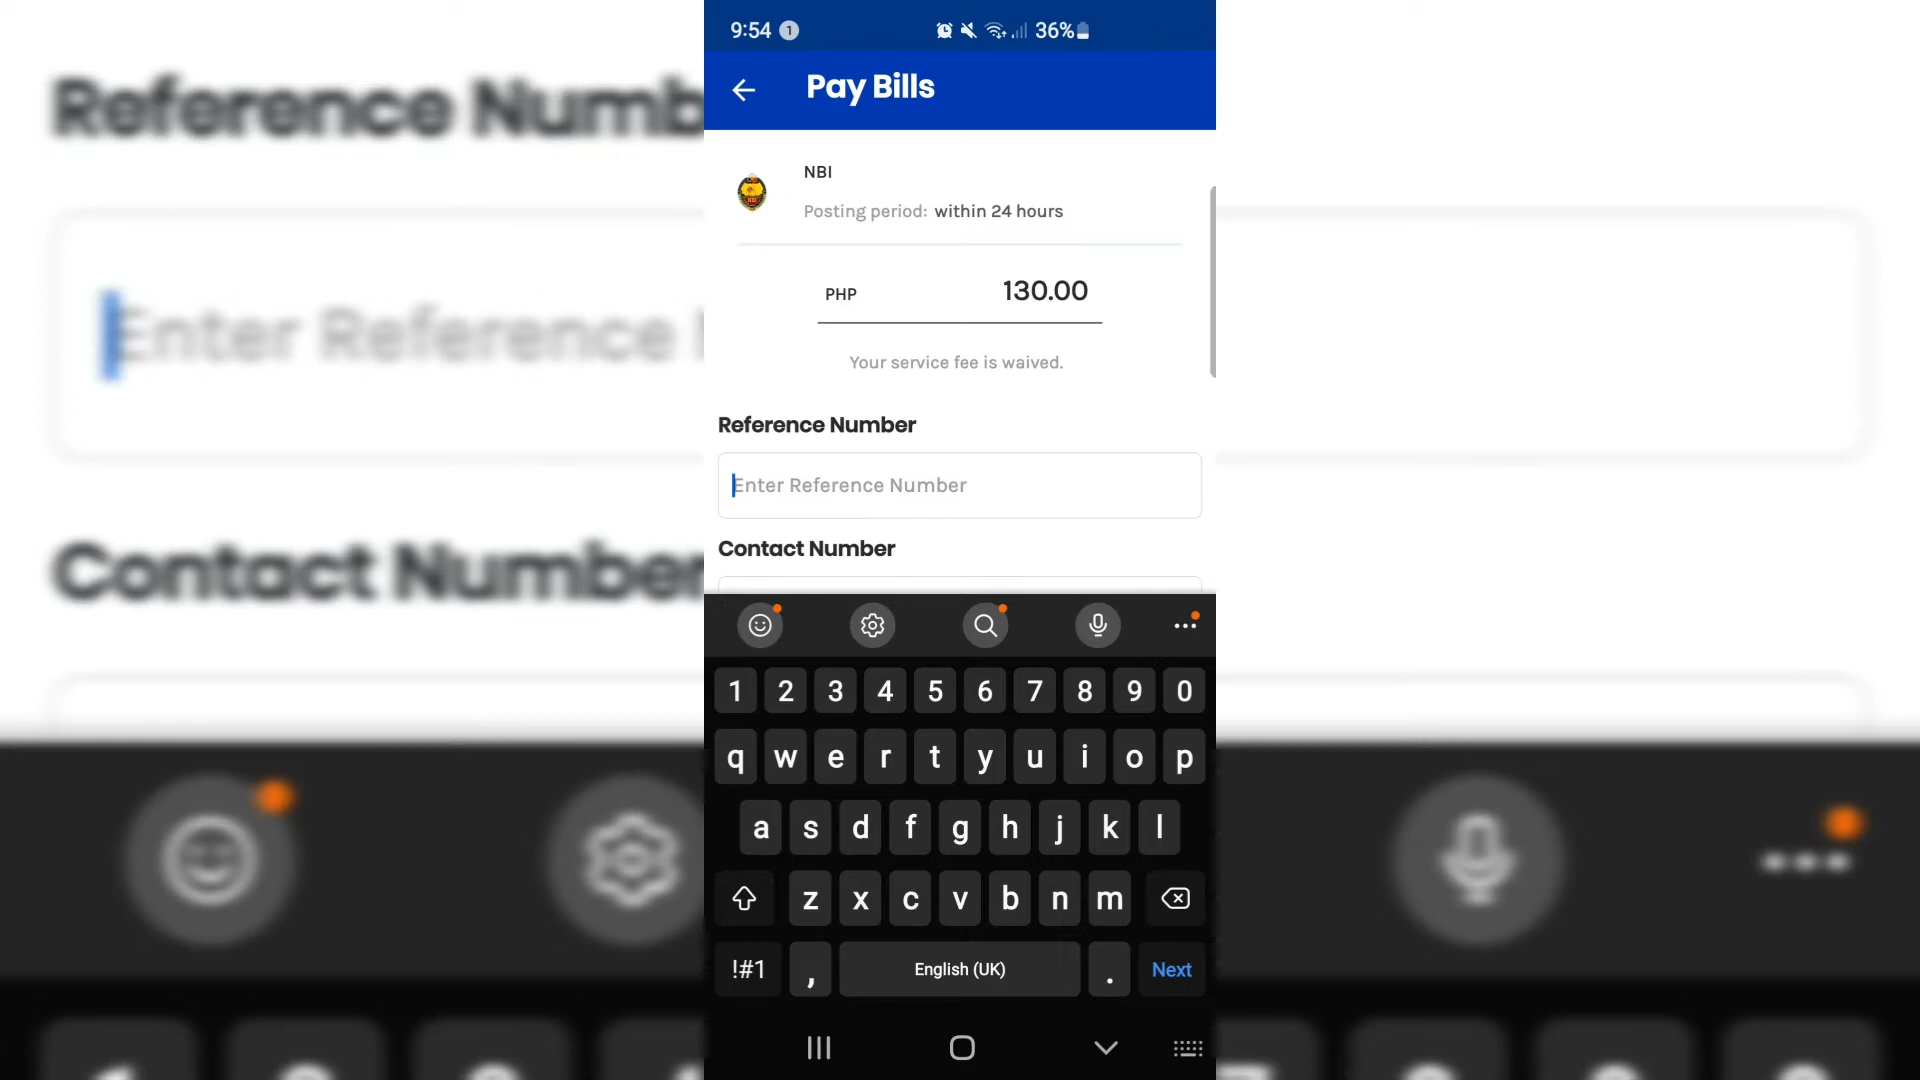 9:54 1 36%
Pay Bills
NBI
Posting period: within 24 hours
PHP 130.00
Your service fee is waived.
Reference Number
Enter Reference Number
Contact Number
1 2 3 4 5 6 7 8 9 0
q w e r t y u i o p
a s d f g h j k l
z x c v b n m
!#1 , English (UK) . Next
Reference Numb
Enter Reference
Contact Number